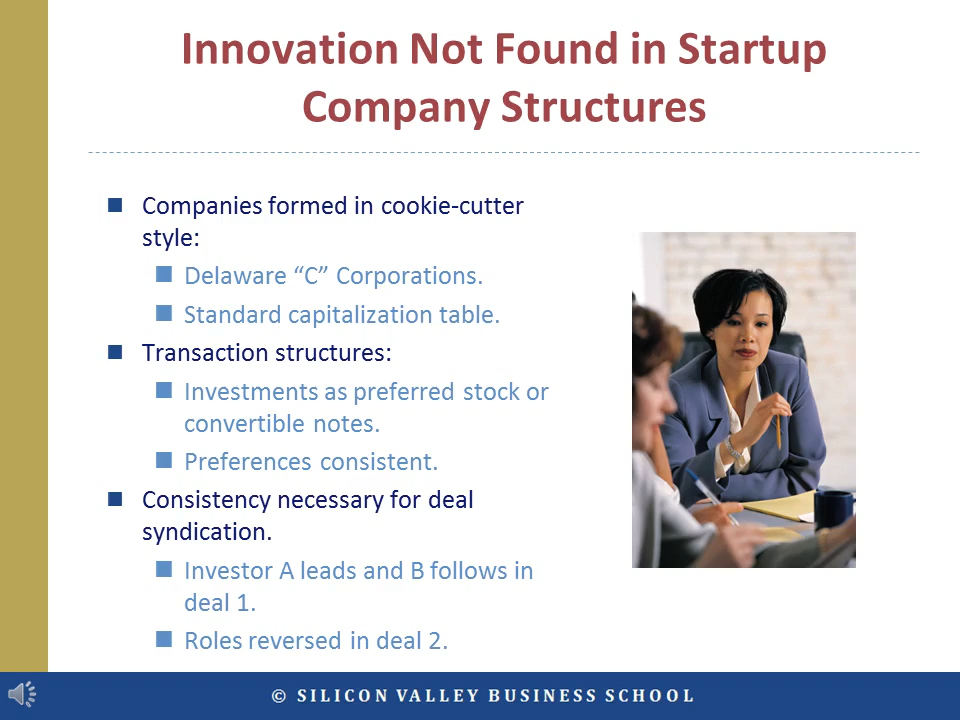 Innovation Not Found in Startup
Company Structures
Companies formed in cookie-cutter
style:
Delaware “C” Corporations.
Standard capitalization table.
Transaction structures:
Investments as preferred stock or
convertible notes.
Preferences consistent.
Consistency necessary for deal
syndication.
Investor A leads and B follows in
deal 1.
Roles reversed in deal 2.
© SILICON VALLEY BUSINESS SCHOOL